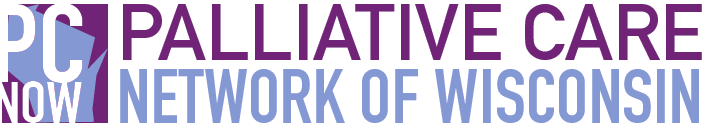 PC
NOW
PALLIATIVE CARE
NETWORK OF WISCONSIN